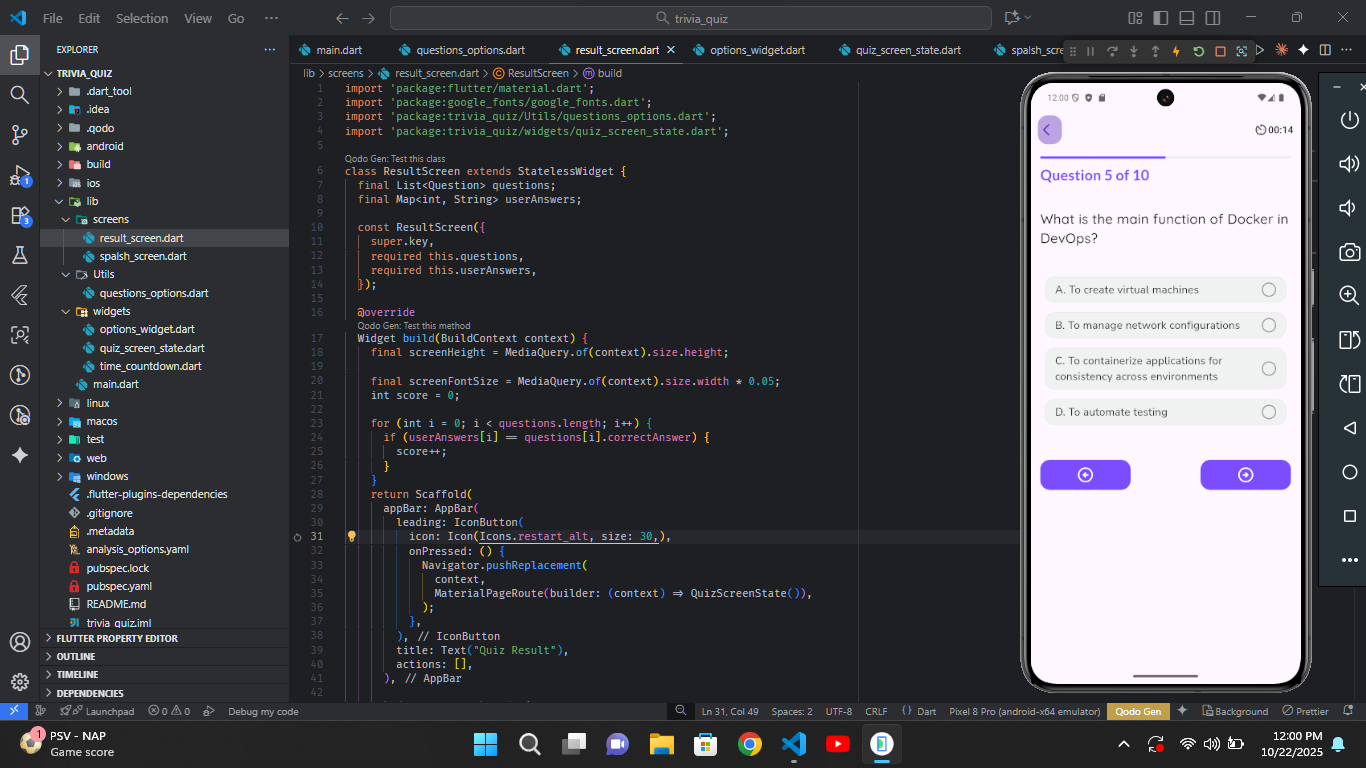 File Edit Selection View Go ···
trivia_quiz
EXPLORER ···
TRIVIA_QUIZ
.dart_tool
.idea
.qodo
android
build
ios
lib
screens
result_screen.dart
spalsh_screen.dart
Utils
questions_options.dart
widgets
options_widget.dart
quiz_screen_state.dart
time_countdown.dart
main.dart
linux
macos
test
web
windows
.flutter-plugins-dependencies
.gitignore
.metadata
analysis_options.yaml
pubspec.lock
pubspec.yaml
README.md
trivia_quiz.iml
FLUTTER PROPERTY EDITOR
OUTLINE
TIMELINE
DEPENDENCIES
1
3
main.dart questions_options.dart result_screen.dart options_widget.dart quiz_screen_state.dart spalsh_scre
lib > screens > result_screen.dart > ResultScreen > build
1 import 'package:flutter/material.dart';
2 import 'package:google_fonts/google_fonts.dart';
3 import 'package:trivia_quiz/Utils/questions_options.dart';
4 import 'package:trivia_quiz/widgets/quiz_screen_state.dart';
5
Qodo Gen: Test this class
6 class ResultScreen extends StatelessWidget {
7 final List<Question> questions;
8 final Map<int, String> userAnswers;
9
10 const ResultScreen({
11 super.key,
12 required this.questions,
13 required this.userAnswers,
14 });
15
16 @override
Qodo Gen: Test this method
17 Widget build(BuildContext context) {
18 final screenHeight = MediaQuery.of(context).size.height;
19
20 final screenFontSize = MediaQuery.of(context).size.width * 0.05;
21 int score = 0;
22
23 for (int i = 0; i < questions.length; i++) {
24 if (userAnswers[i] == questions[i].correctAnswer) {
25 score++;
26 }
27 }
28 return Scaffold(
29 appBar: AppBar(
30 leading: IconButton(
31 icon: Icon(Icons.restart_alt, size: 30,),
32 onPressed: () {
33 Navigator.pushReplacement(
34 context,
35 MaterialPageRoute(builder: (context) => QuizScreenState()),
36 );
37 },
38 ), // IconButton
39 title: Text("Quiz Result"),
40 actions: [],
41 ), // AppBar
42
12:00
00:14
Question 5 of 10
What is the main function of Docker in
DevOps?
A. To create virtual machines
B. To manage network configurations
C. To containerize applications for
consistency across environments
D. To automate testing
Launchpad 0 0 Debug my code Ln 31, Col 49 Spaces: 2 UTF-8 CRLF {} Dart Pixel 8 Pro (android-x64 emulator) Qodo Gen Background Prettier
1
PSV - NAP
Game score
12:00 PM
10/22/2025